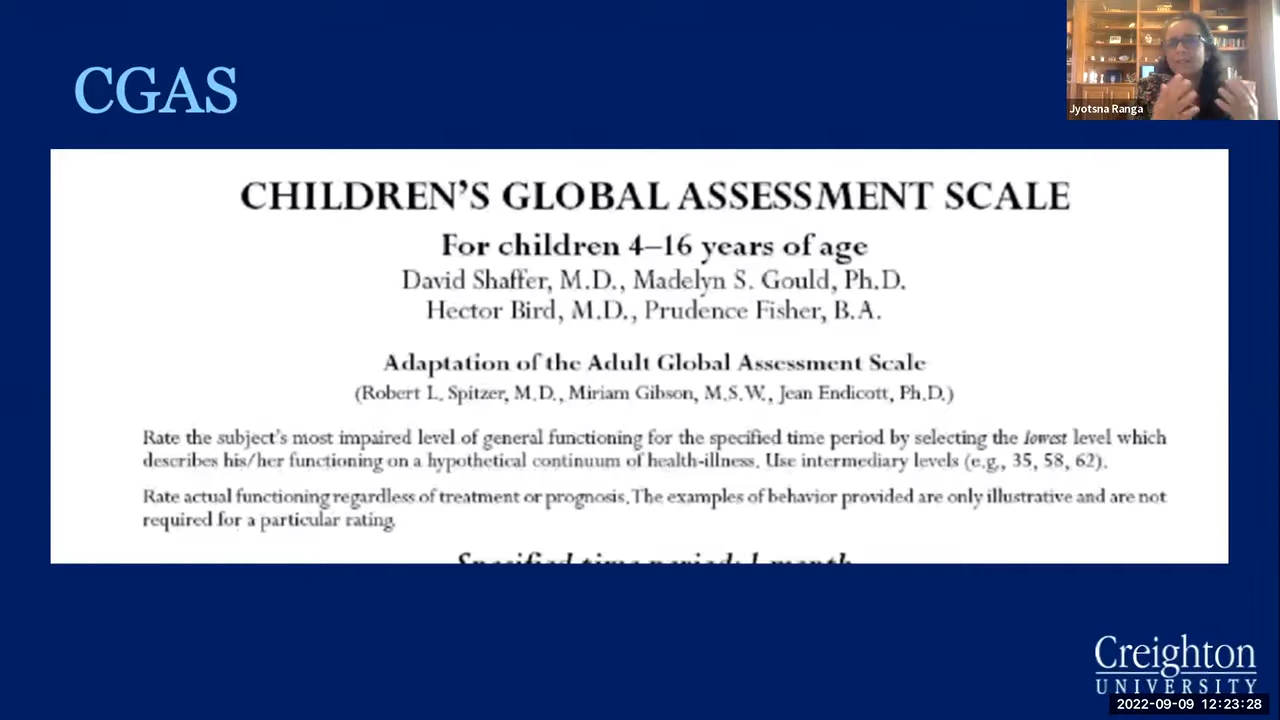 CGAS
Jyotsna Ranga
CHILDREN'S GLOBAL ASSESSMENT SCALE
For children 4–16 years of age
David Shaffer, M.D., Madelyn S. Gould, Ph.D.
Hector Bird, M.D., Prudence Fisher, B.A.
Adaptation of the Adult Global Assessment Scale
(Robert L. Spitzer, M.D., Miriam Gibson, M.S.W., Jean Endicott, Ph.D.)
Rate the subject's most impaired level of general functioning for the specified time period by selecting the lowest level which
describes his/her functioning on a hypothetical continuum of health-illness. Use intermediary levels (e.g., 35, 58, 62).
Rate actual functioning regardless of treatment or prognosis. The examples of behavior provided are only illustrative and are not
required for a particular rating.
Specified time period: 1 month
Creighton
UNIVERSITY
2022-09-09 12:23:28